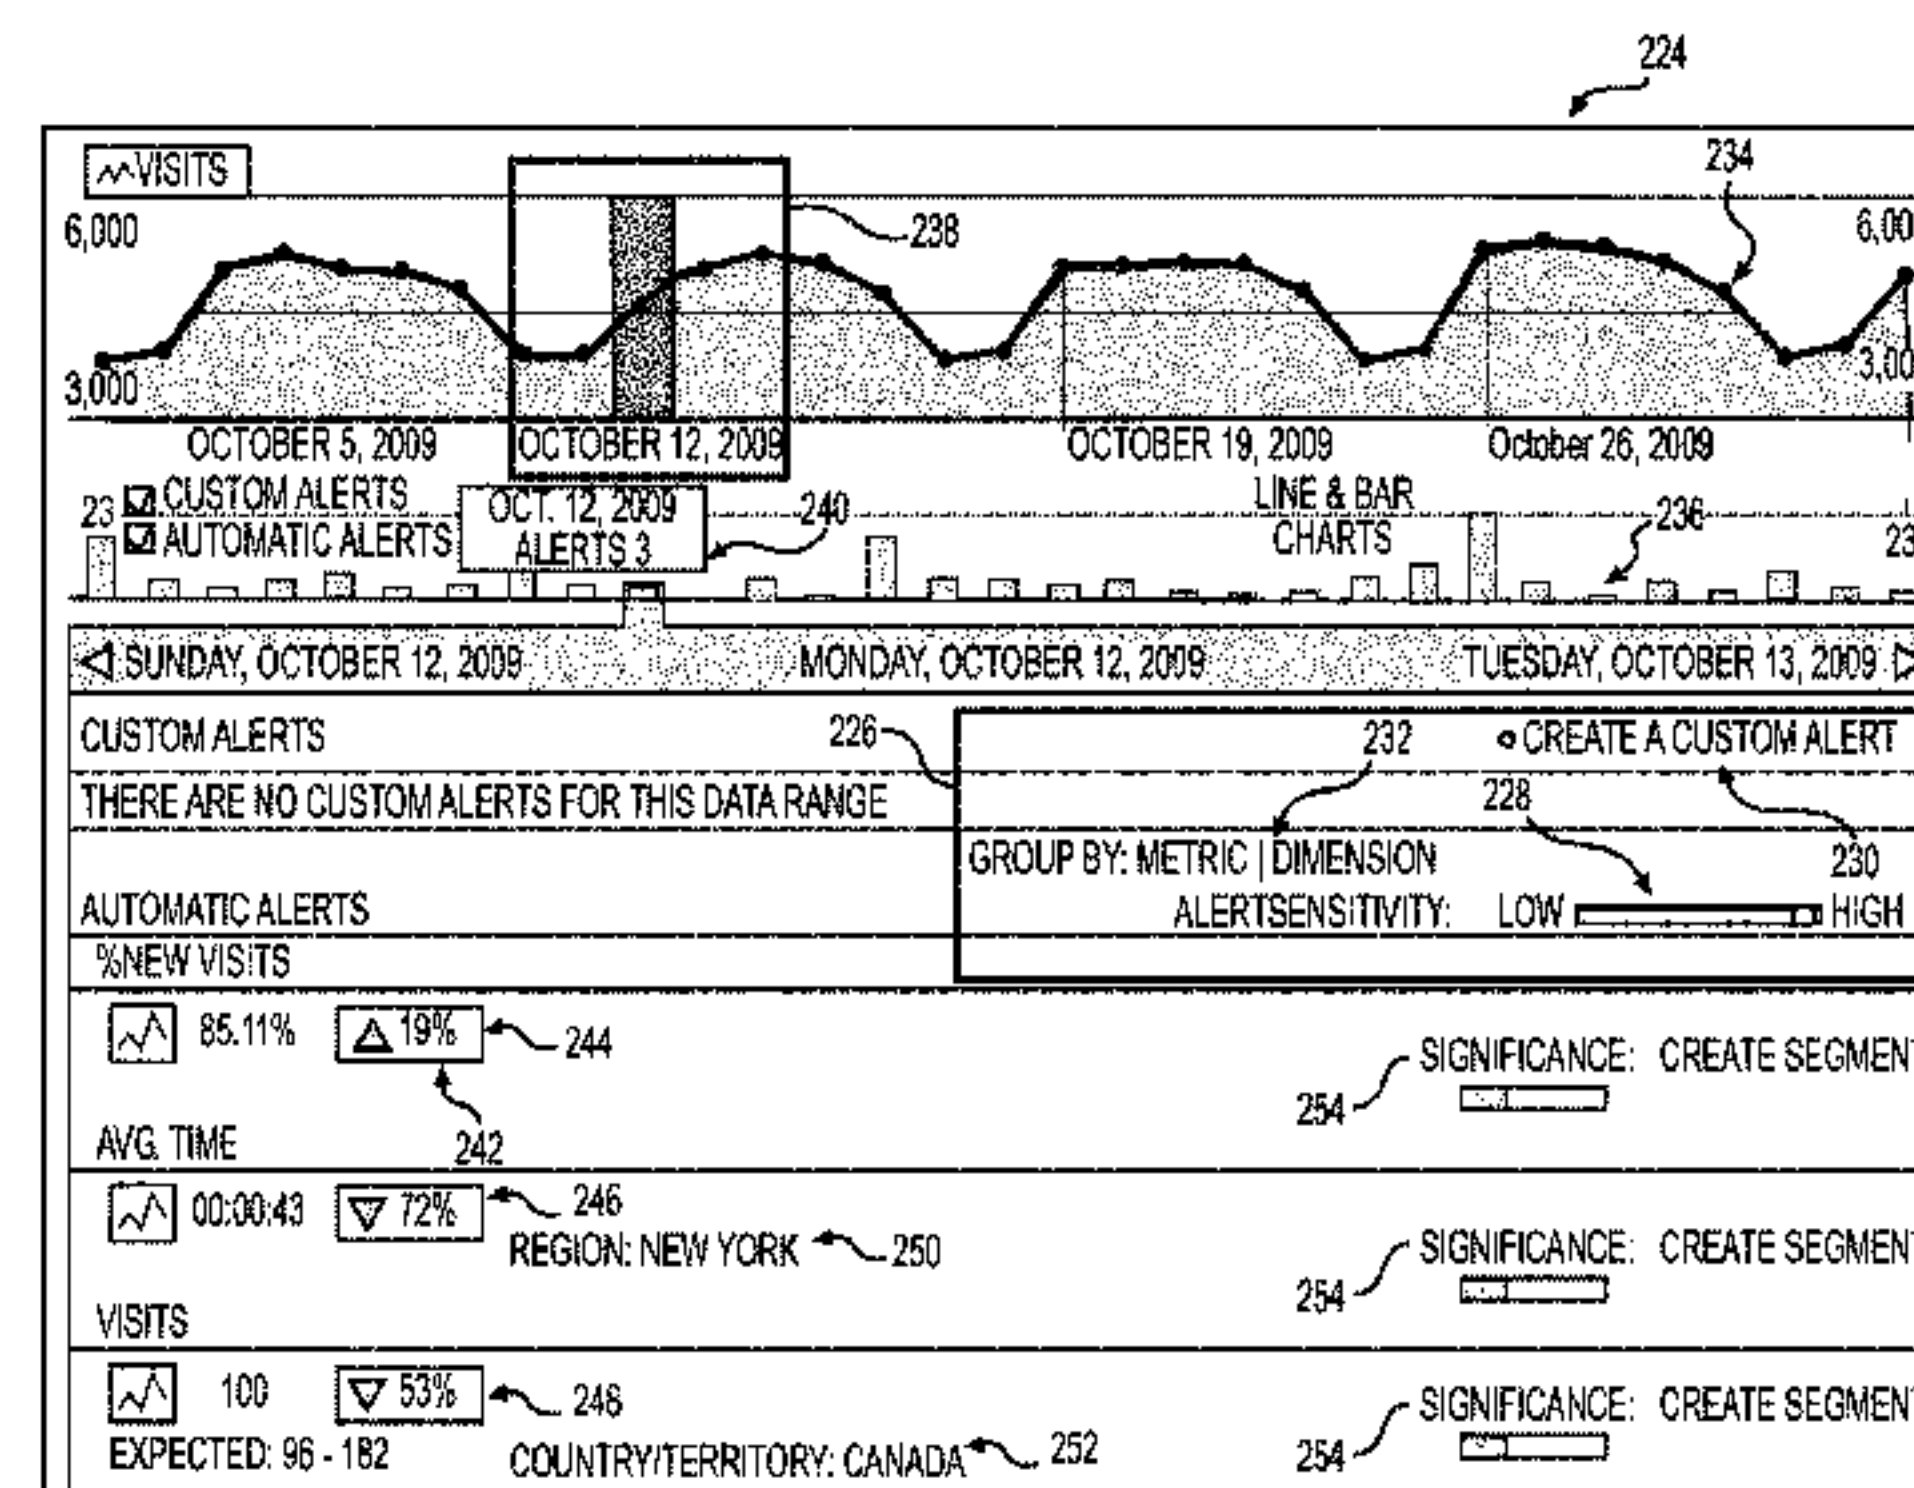 224
VISITS
234
6,000
238
6,00
3,000
3,00
OCTOBER 5, 2009
OCTOBER 12, 2009
OCTOBER 19, 2009
October 26, 2009
23
CUSTOM ALERTS
AUTOMATIC ALERTS
OCT. 12, 2009
ALERTS 3
240
LINE & BAR
CHARTS
236
23
SUNDAY, OCTOBER 12, 2009
MONDAY, OCTOBER 12, 2009
TUESDAY, OCTOBER 13, 2009
CUSTOM ALERTS
226
232
CREATE A CUSTOM ALERT
THERE ARE NO CUSTOM ALERTS FOR THIS DATA RANGE
228
GROUP BY: METRIC | DIMENSION
230
AUTOMATIC ALERTS
ALERTSENSITIVITY: LOW HIGH
%NEW VISITS
85.11%
19%
244
SIGNIFICANCE: CREATE SEGMENT
254
242
AVG. TIME
00:00:43
72%
246
REGION: NEW YORK
250
SIGNIFICANCE: CREATE SEGMENT
254
VISITS
100
53%
248
SIGNIFICANCE: CREATE SEGMENT
EXPECTED: 96 - 182
COUNTRY/TERRITORY: CANADA
252
254